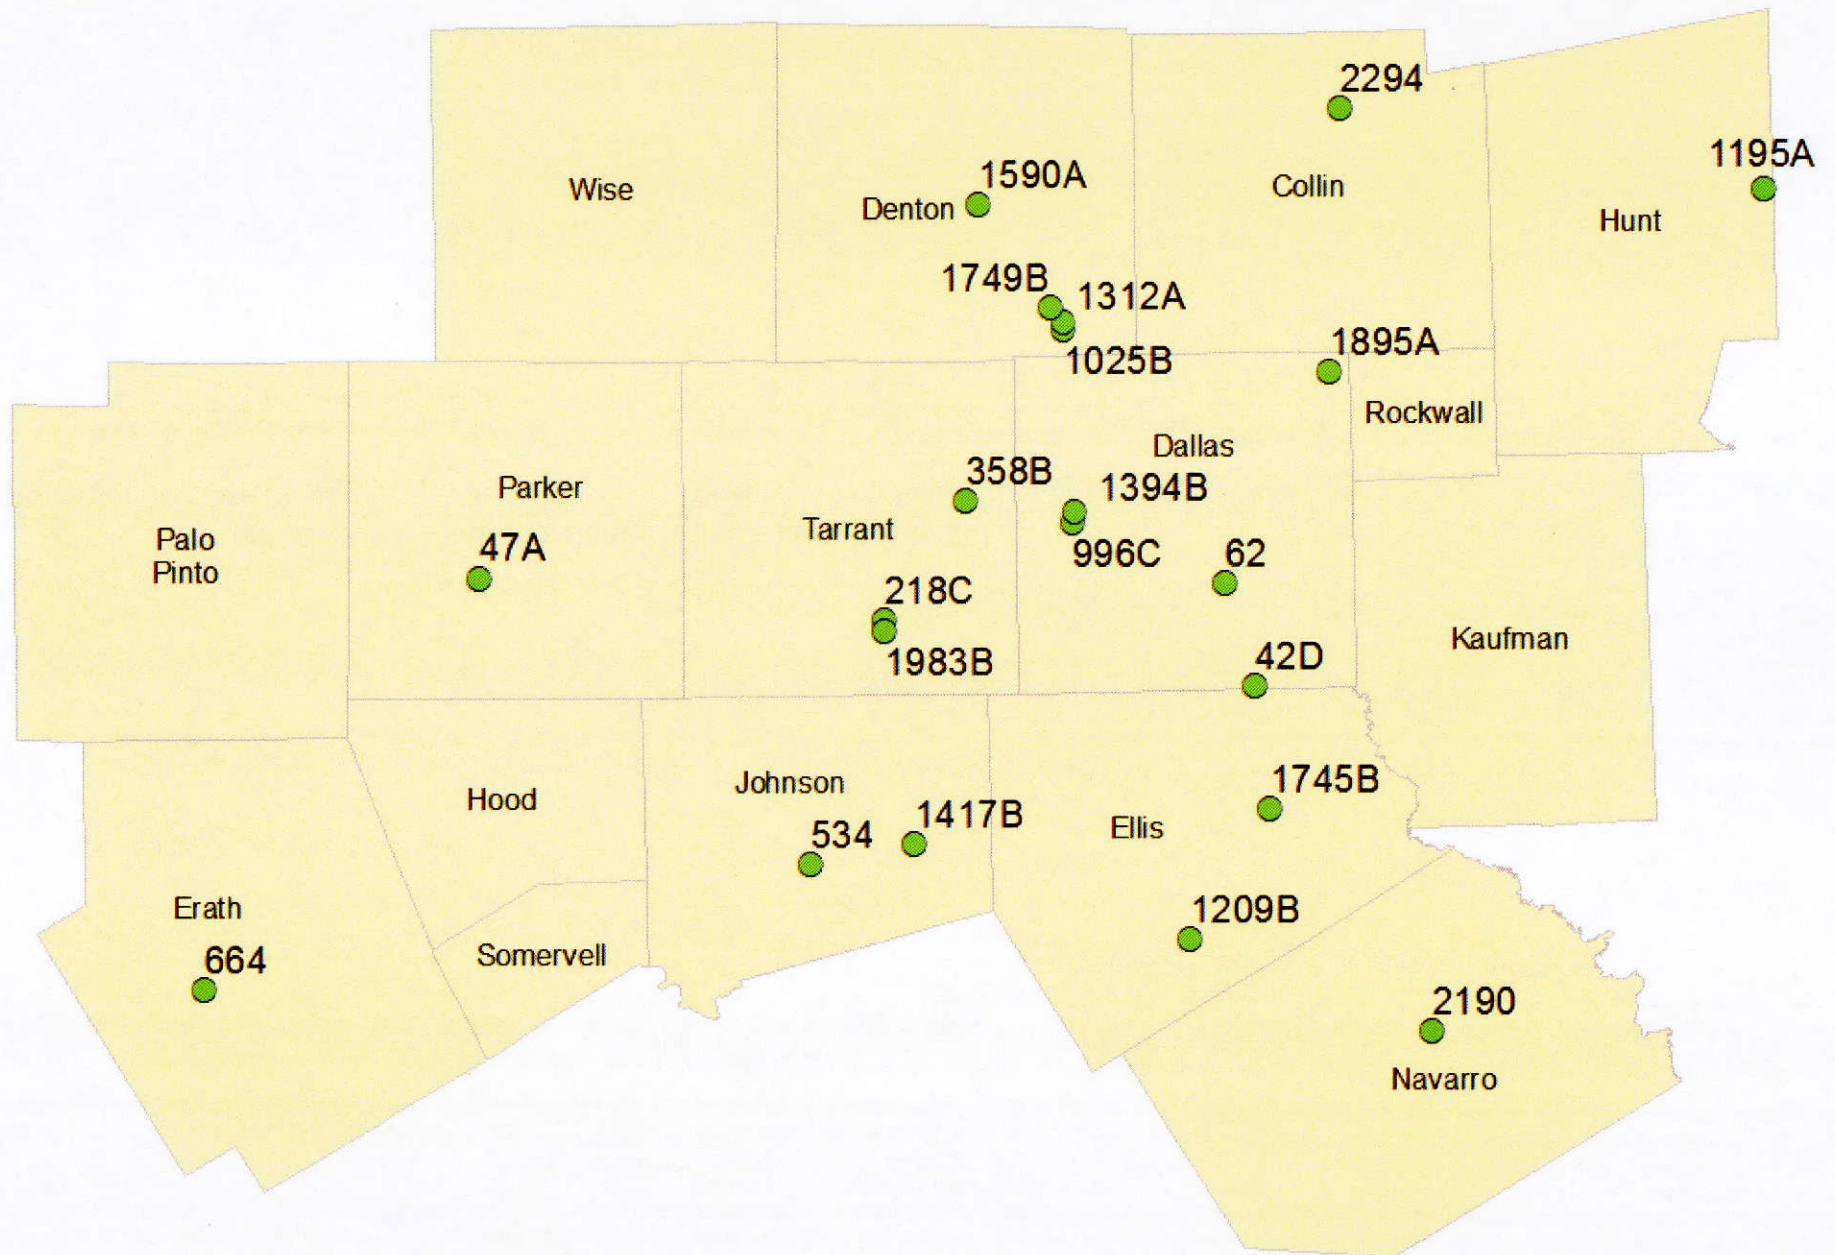 2294
1195A
1590A
Wise
Denton
Collin
Hunt
1749B
1312A
1025B
1895A
Rockwall
Dallas
358B
1394B
Parker
Tarrant
Palo
Pinto
47A
996C
62
218C
1983B
42D
Kaufman
Johnson
1745B
Hood
534
1417B
Ellis
Erath
1209B
664
Somervell
2190
Navarro